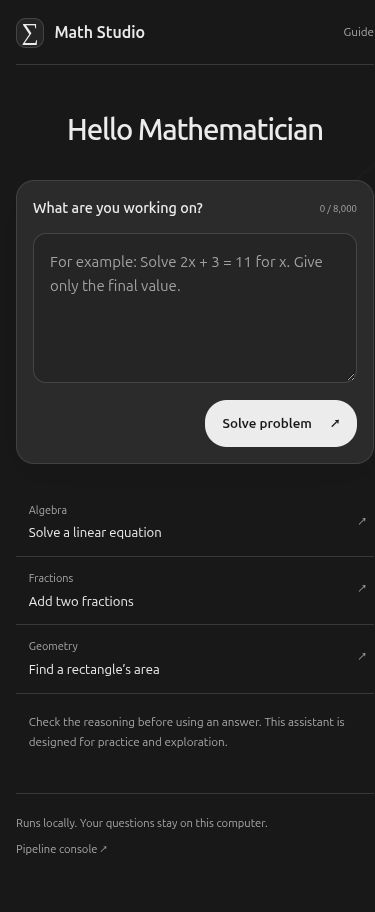 ∑ Math Studio
Guide
Hello Mathematician
What are you working on?
0 / 8,000
For example: Solve 2x + 3 = 11 for x. Give
only the final value.
Solve problem ↗
Algebra
Solve a linear equation ↗
Fractions
Add two fractions ↗
Geometry
Find a rectangle's area ↗
Check the reasoning before using an answer. This assistant is
designed for practice and exploration.
Runs locally. Your questions stay on this computer.
Pipeline console ↗